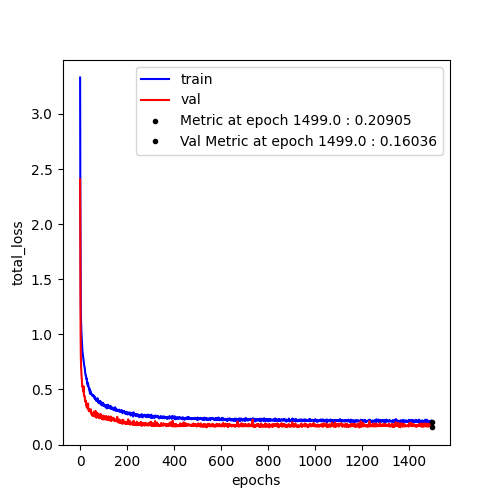 train
val
Metric at epoch 1499.0 : 0.20905
Val Metric at epoch 1499.0 : 0.16036
total_loss
3.0
2.5
2.0
1.5
1.0
0.5
0.0
0 200 400 600 800 1000 1200 1400
epochs